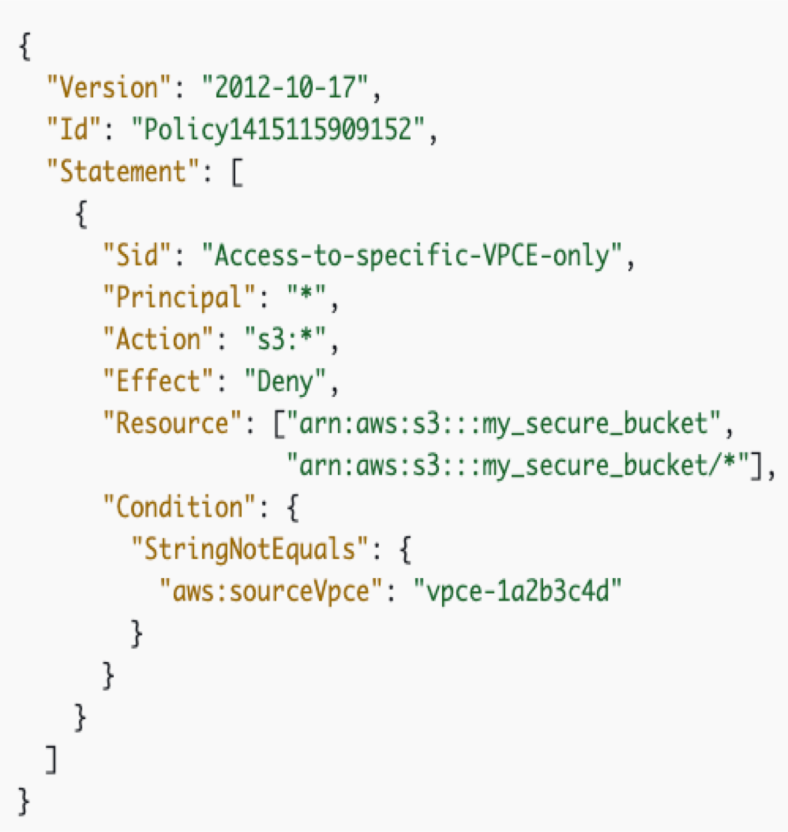 {
"Version": "2012-10-17",
"Id": "Policy1415115909152",
"Statement": [
{
"Sid": "Access-to-specific-VPCE-only",
"Principal": "*",
"Action": "s3:*",
"Effect": "Deny",
"Resource": ["arn:aws:s3:::my_secure_bucket",
"arn:aws:s3:::my_secure_bucket/*"],
"Condition": {
"StringNotEquals": {
"aws:sourceVpce": "vpce-1a2b3c4d"
}
}
}
]
}